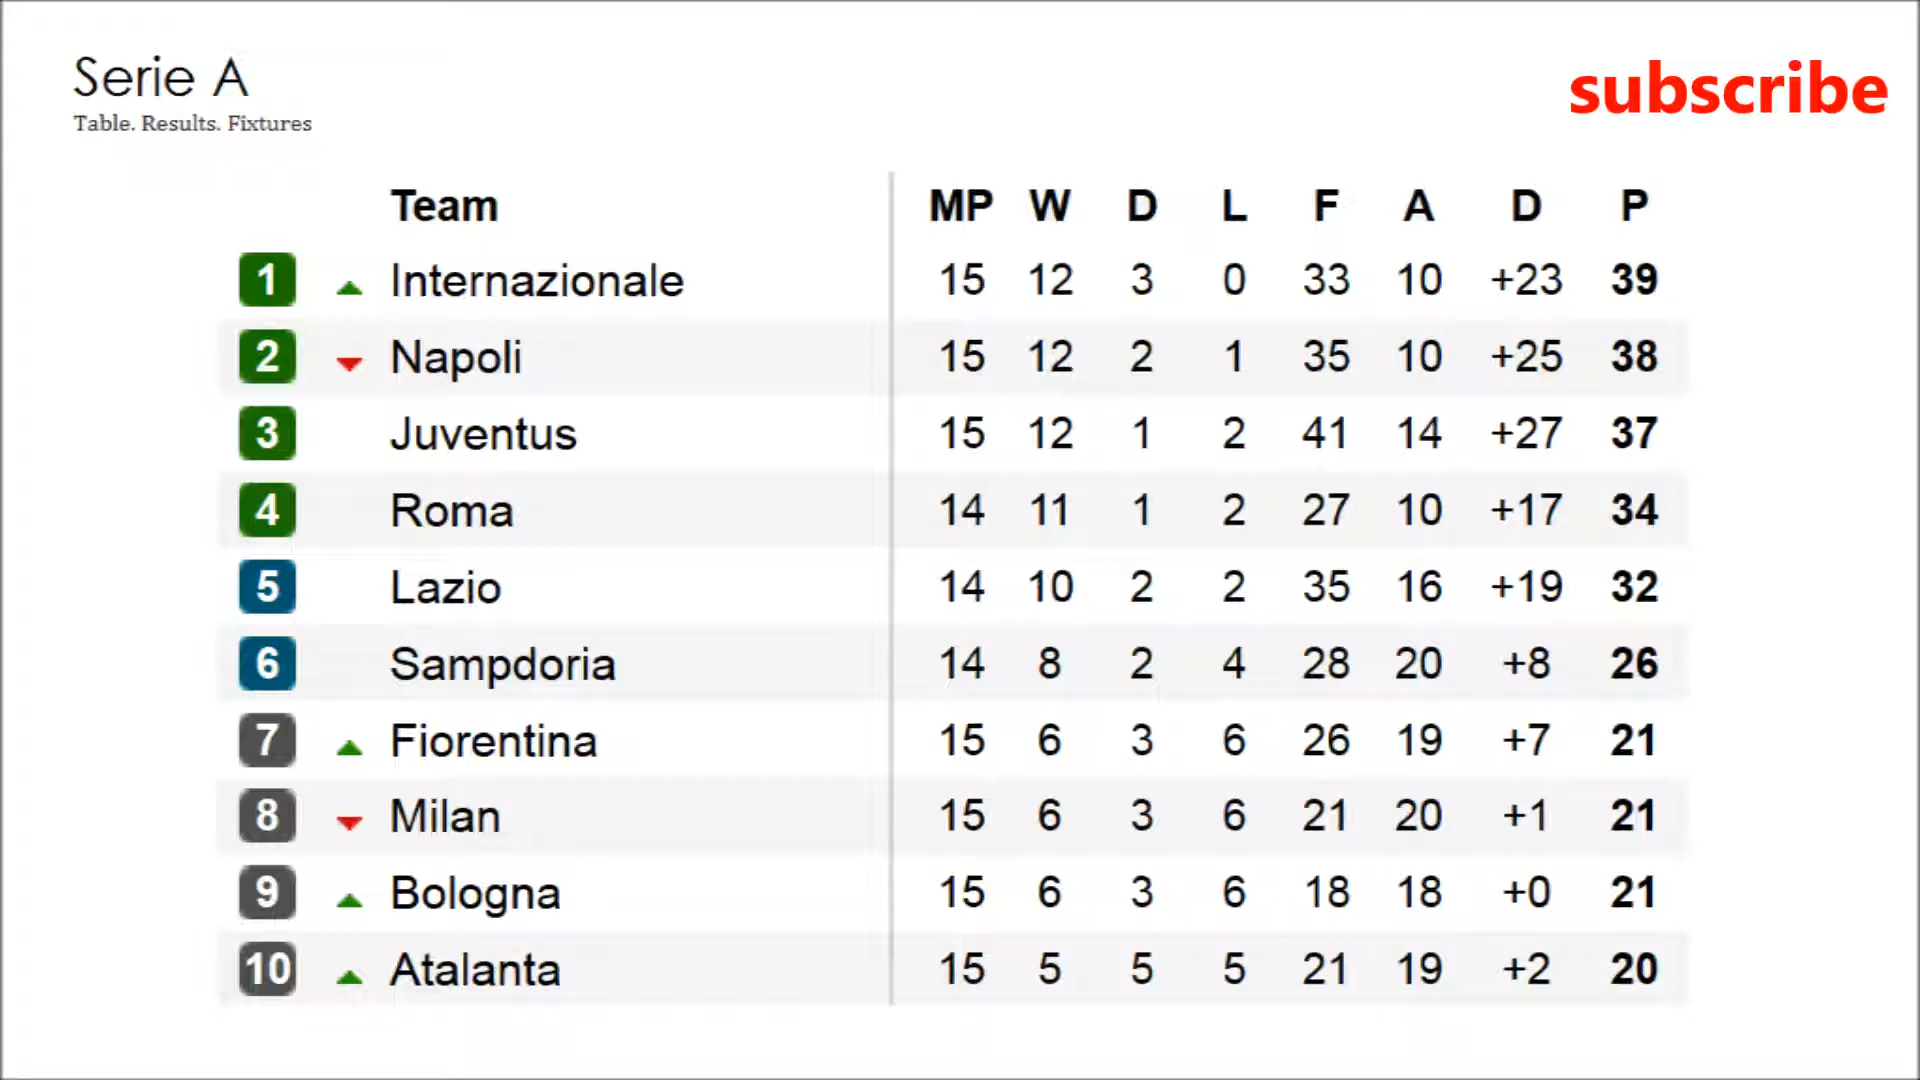 Serie A
subscribe
Table. Results. Fixtures
Team MP W D L F A D P
1 Internazionale 15 12 3 0 33 10 +23 39
2 Napoli 15 12 2 1 35 10 +25 38
3 Juventus 15 12 1 2 41 14 +27 37
4 Roma 14 11 1 2 27 10 +17 34
5 Lazio 14 10 2 2 35 16 +19 32
6 Sampdoria 14 8 2 4 28 20 +8 26
7 Fiorentina 15 6 3 6 26 19 +7 21
8 Milan 15 6 3 6 21 20 +1 21
9 Bologna 15 6 3 6 18 18 +0 21
10 Atalanta 15 5 5 5 21 19 +2 20